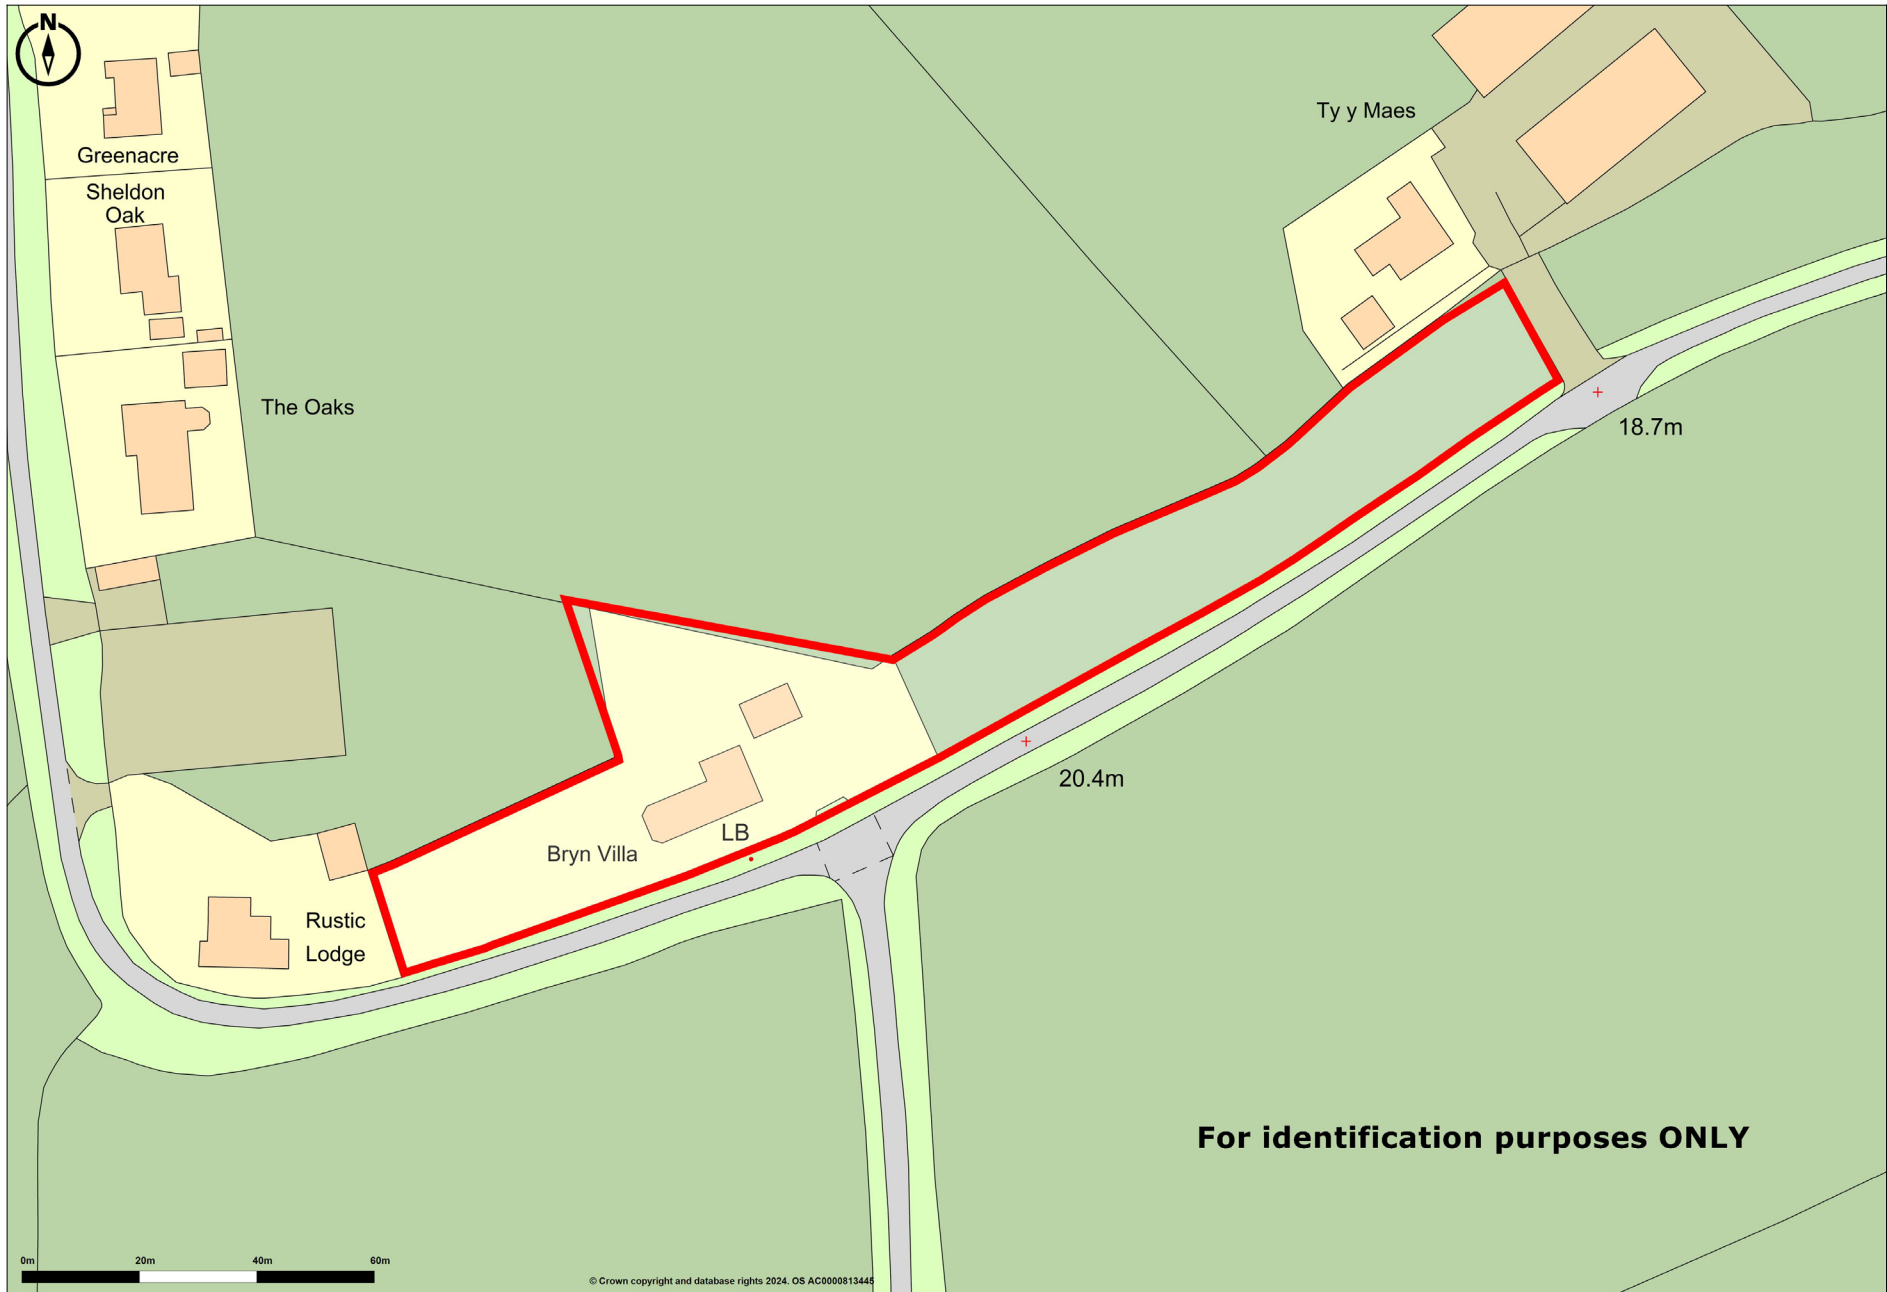 N
Ty y Maes
Greenacre
Sheldon
Oak
The Oaks
18.7m
20.4m
LB
Bryn Villa
Rustic
Lodge
For identification purposes ONLY
0m 20m 40m 60m
© Crown copyright and database rights 2024. OS AC0000813445